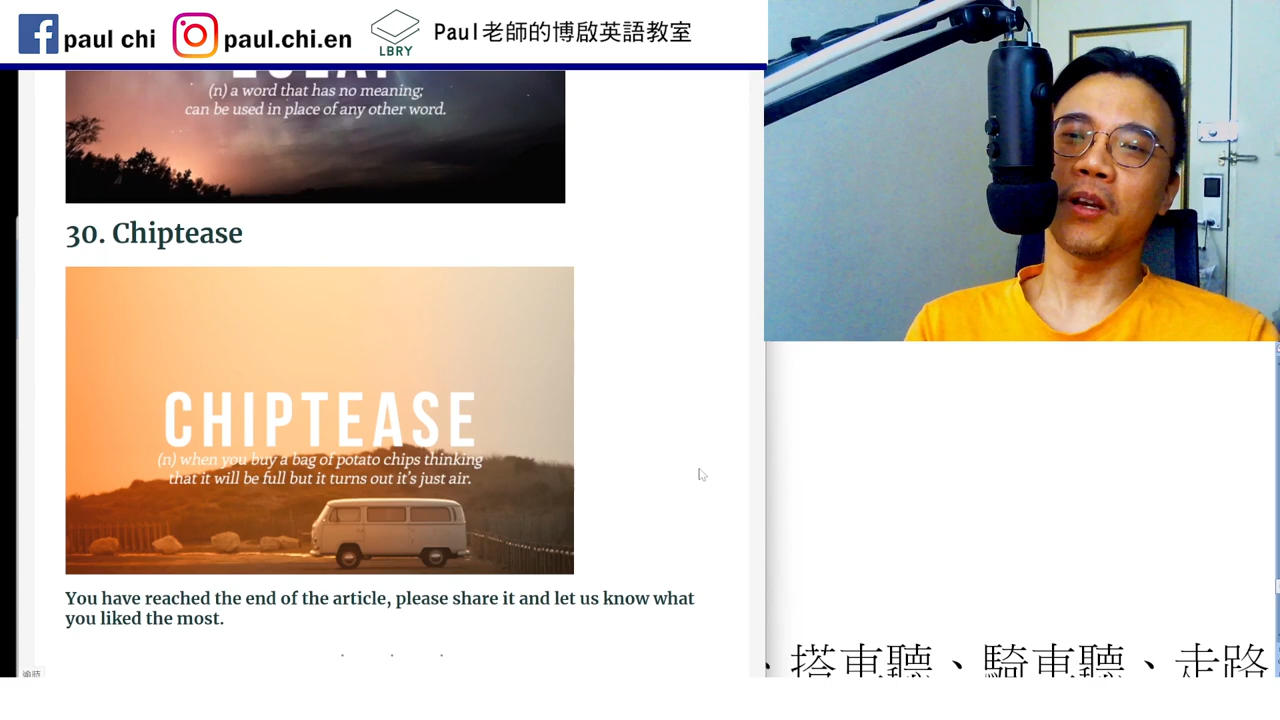 paul chi
paul.chi.en
LBRY
Paul老師的博啟英語教室
(n) a word that has no meaning;
can be used in place of any other word.
30. Chiptease
CHIPTEASE
(n) when you buy a bag of potato chips thinking
that it will be full but it turns out it's just air.
You have reached the end of the article, please share it and let us know what
you liked the most.
、搭車聽、騎車聽、走路